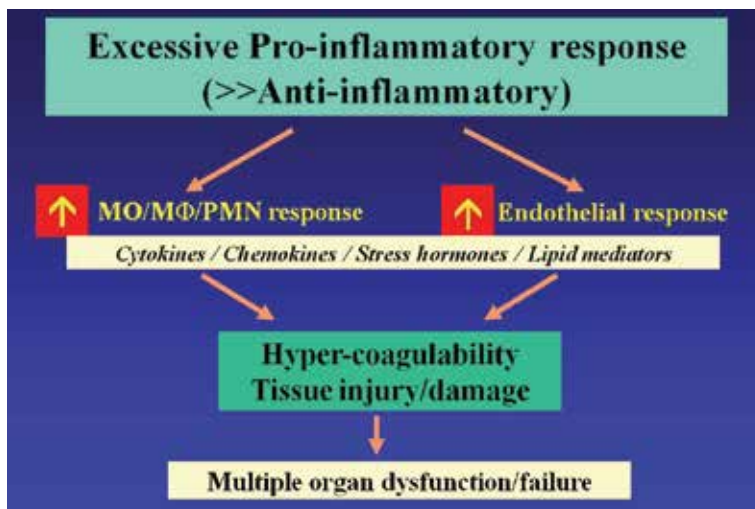 Excessive Pro-inflammatory response
(>>Anti-inflammatory)
↑ MO/MΦ/PMN response
↑ Endothelial response
Cytokines / Chemokines / Stress hormones / Lipid mediators
Hyper-coagulability
Tissue injury/damage
Multiple organ dysfunction/failure